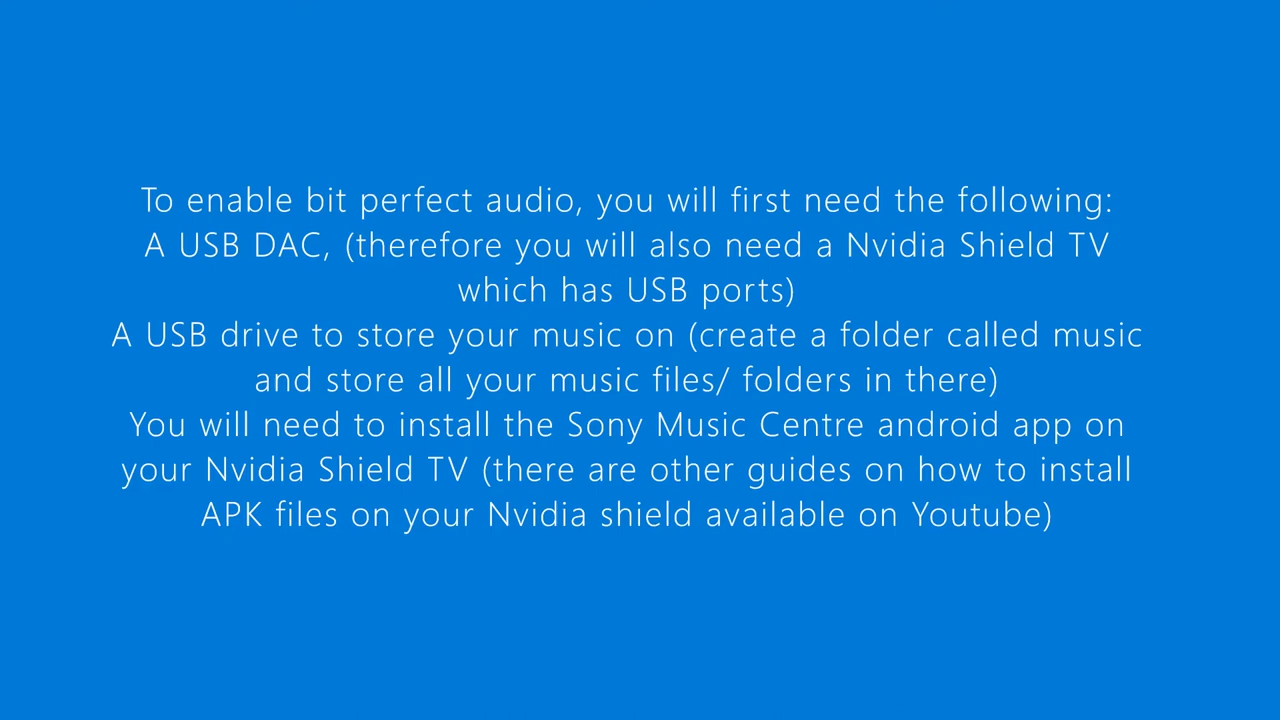 To enable bit perfect audio, you will first need the following:
A USB DAC, (therefore you will also need a Nvidia Shield TV
which has USB ports)
A USB drive to store your music on (create a folder called music
and store all your music files/ folders in there)
You will need to install the Sony Music Centre android app on
your Nvidia Shield TV (there are other guides on how to install
APK files on your Nvidia shield available on Youtube)